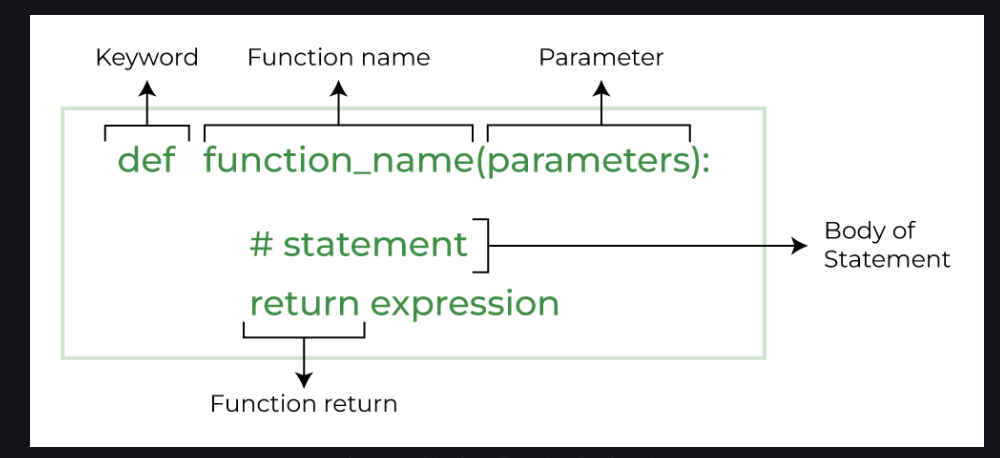 Keyword Function name Parameter
def function_name(parameters):
# statement
Body of
Statement
return expression
Function return